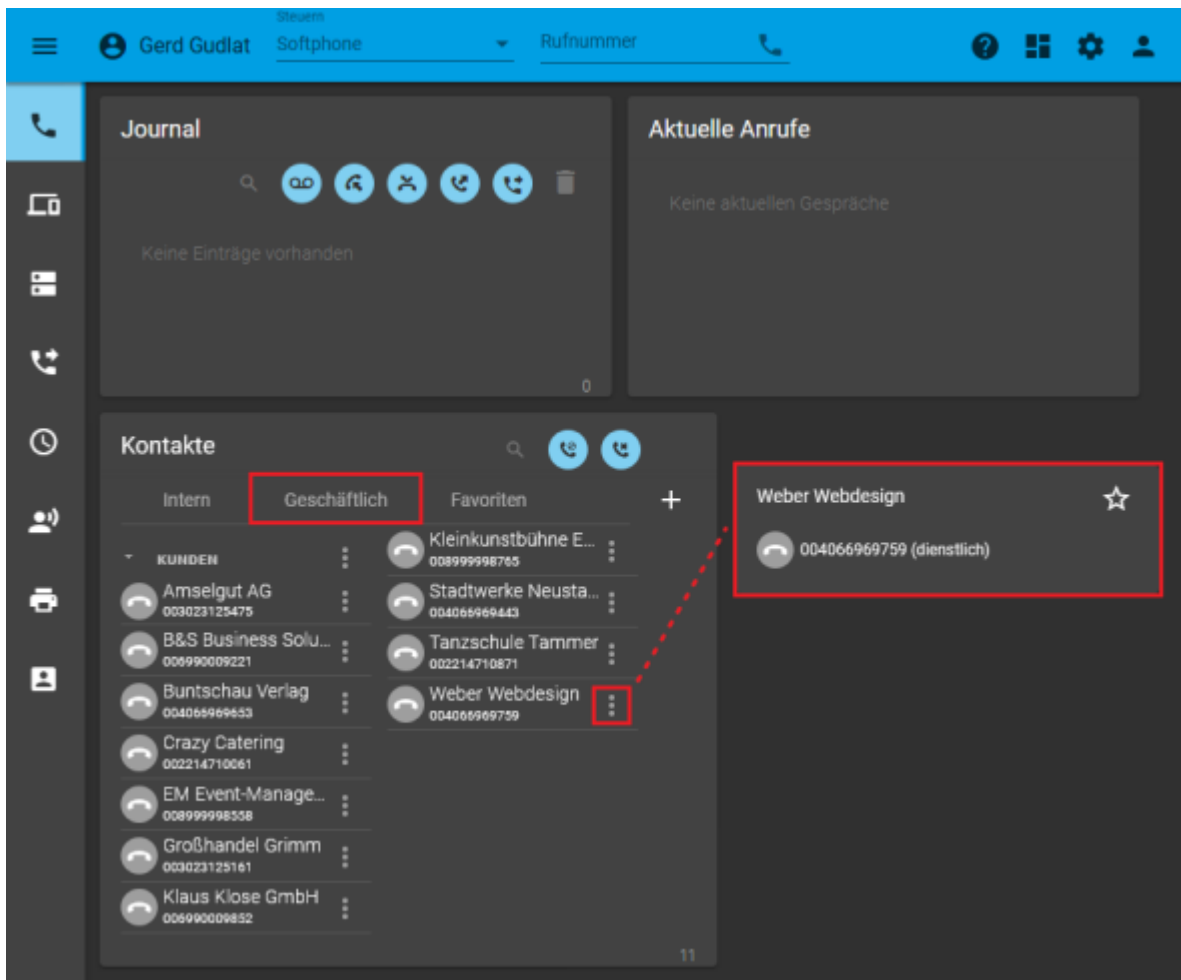 Steuern
Gerd Gudlat
Softphone
Rufnummer
Journal
Keine Einträge vorhanden
0
Aktuelle Anrufe
Keine aktuellen Gespräche
Kontakte
Intern
Geschäftlich
Favoriten
KUNDEN
Amselgut AG
003023125475
B&S Business Solu...
006990009221
Buntschau Verlag
004066969653
Crazy Catering
002214710061
EM Event-Manage...
008999998558
Großhandel Grimm
003023125161
Klaus Klose GmbH
006990009852
Kleinkunstbühne E...
008999998765
Stadtwerke Neusta...
004066969443
Tanzschule Tammer
002214710871
Weber Webdesign
004066969759
11
Weber Webdesign
004066969759 (dienstlich)